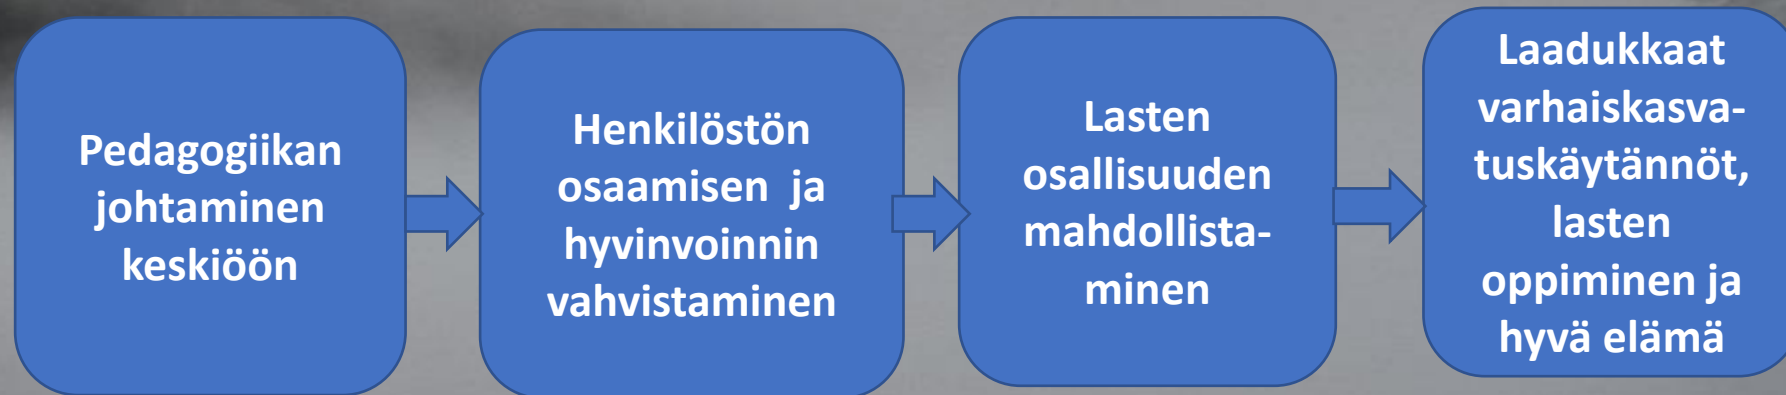 Pedagogiikan
johtaminen
keskiöön
Henkilöstön
osaamisen ja
hyvinvoinnin
vahvistaminen
Lasten
osallisuuden
mahdollista-
minen
Laadukkaat
varhaiskasva-
tuskäytännöt,
lasten
oppiminen ja
hyvä elämä